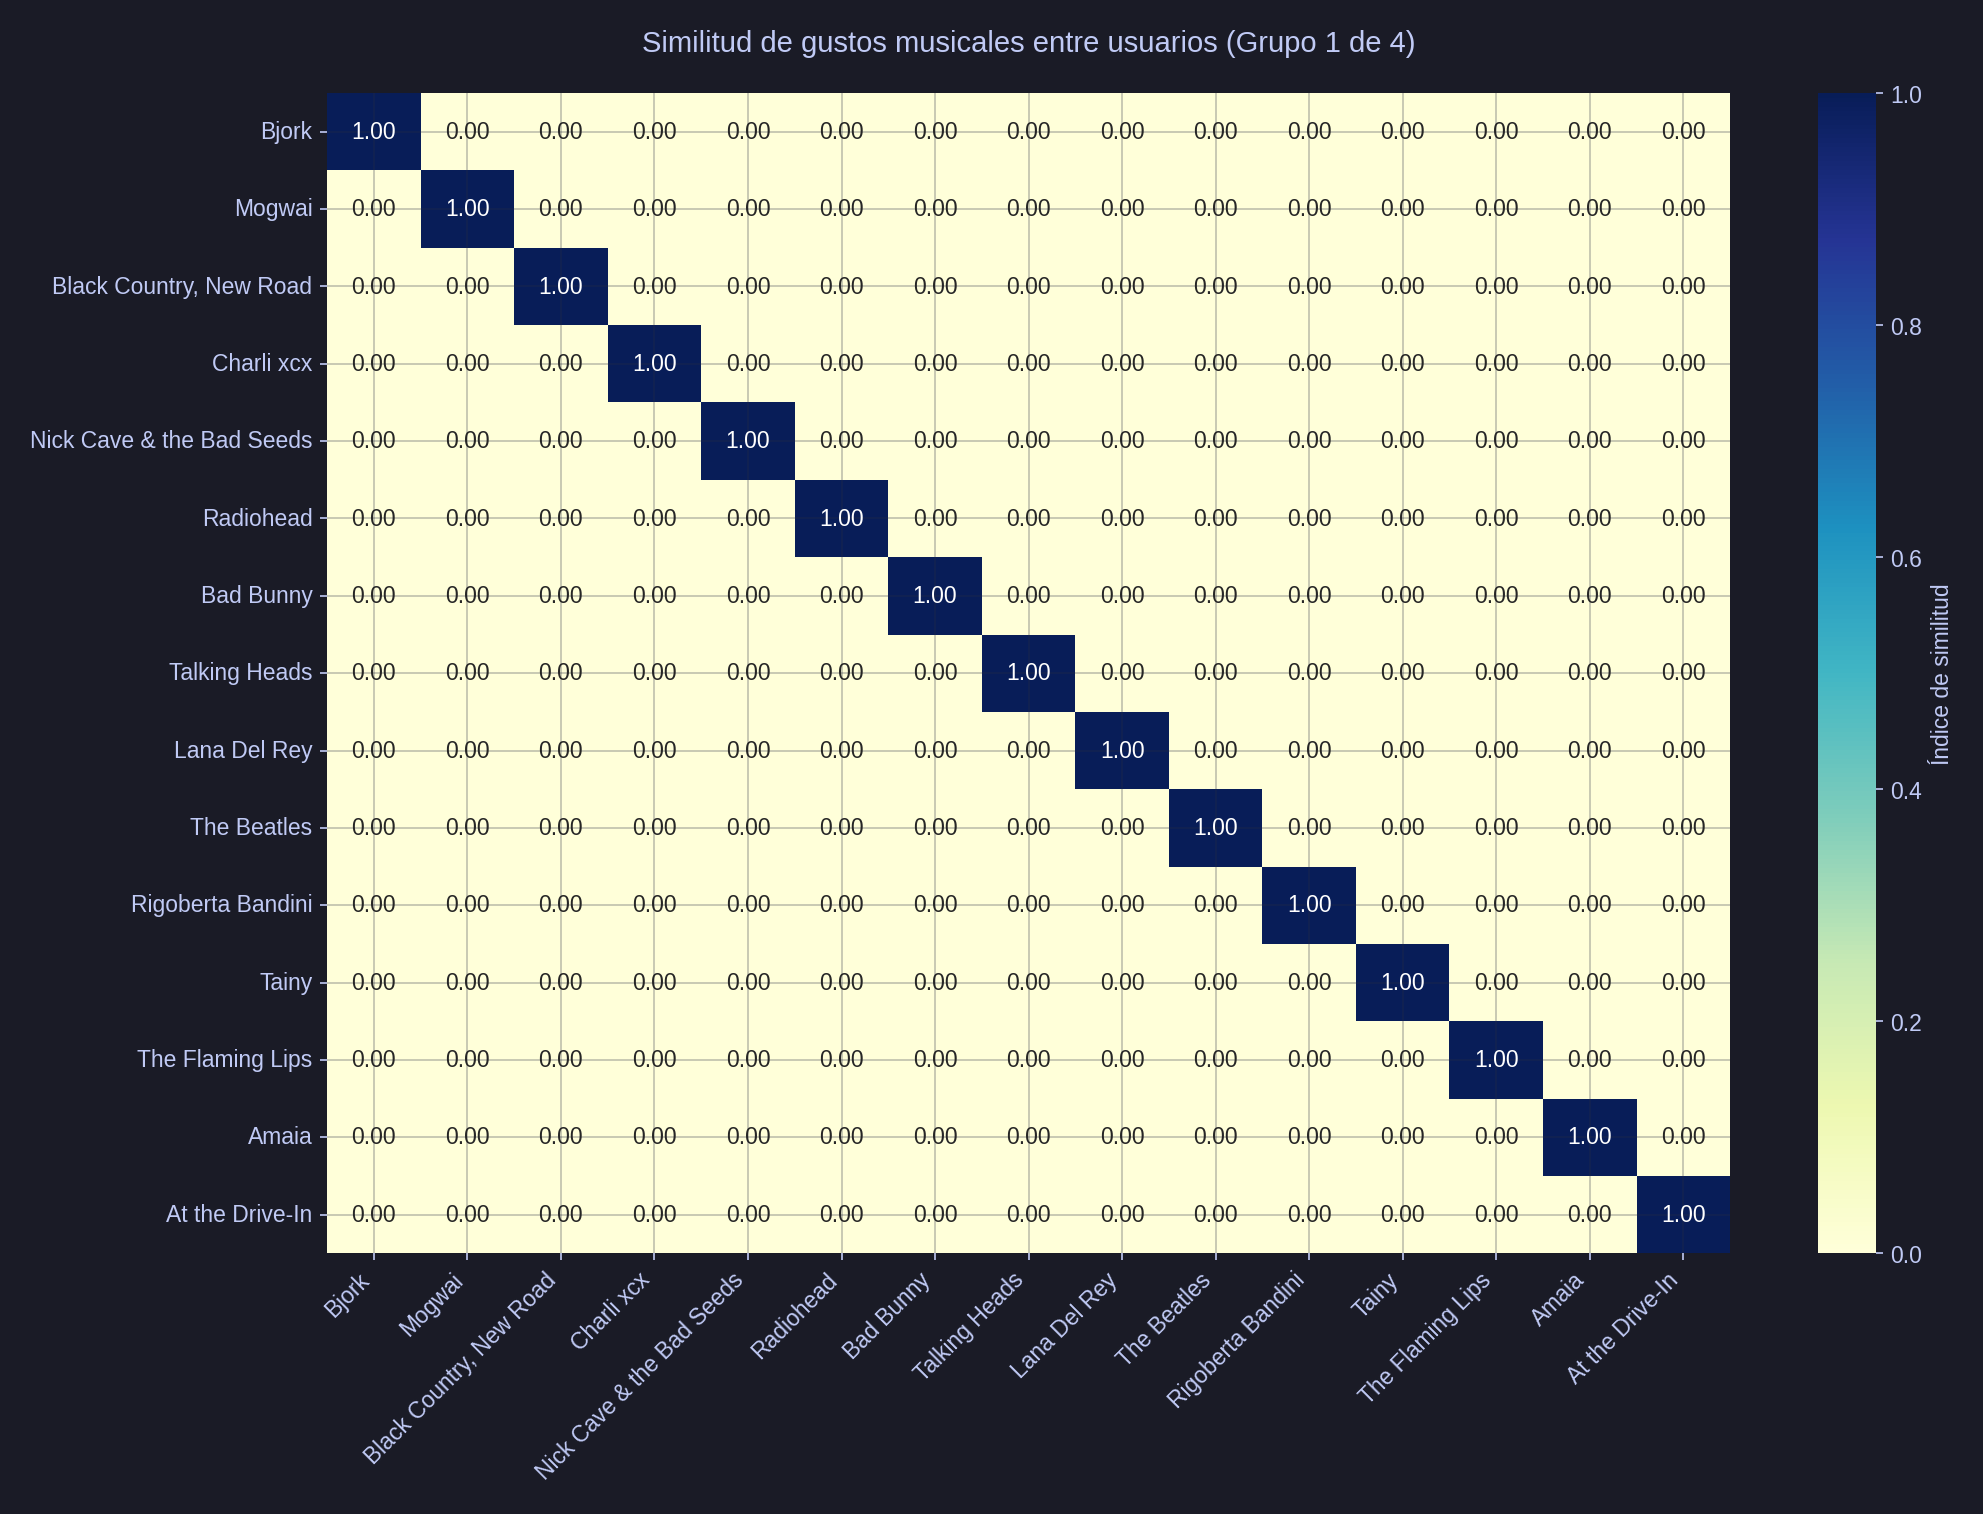 Similitud de gustos musicales entre usuarios (Grupo 1 de 4)
Bjork 1.00 0.00 0.00 0.00 0.00 0.00 0.00 0.00 0.00 0.00 0.00 0.00 0.00 0.00 0.00
Mogwai 0.00 1.00 0.00 0.00 0.00 0.00 0.00 0.00 0.00 0.00 0.00 0.00 0.00 0.00 0.00
Black Country, New Road 0.00 0.00 1.00 0.00 0.00 0.00 0.00 0.00 0.00 0.00 0.00 0.00 0.00 0.00 0.00
Charli xcx 0.00 0.00 0.00 1.00 0.00 0.00 0.00 0.00 0.00 0.00 0.00 0.00 0.00 0.00 0.00
Nick Cave & the Bad Seeds 0.00 0.00 0.00 0.00 1.00 0.00 0.00 0.00 0.00 0.00 0.00 0.00 0.00 0.00 0.00
Radiohead 0.00 0.00 0.00 0.00 0.00 1.00 0.00 0.00 0.00 0.00 0.00 0.00 0.00 0.00 0.00
Bad Bunny 0.00 0.00 0.00 0.00 0.00 0.00 1.00 0.00 0.00 0.00 0.00 0.00 0.00 0.00 0.00
Talking Heads 0.00 0.00 0.00 0.00 0.00 0.00 0.00 1.00 0.00 0.00 0.00 0.00 0.00 0.00 0.00
Lana Del Rey 0.00 0.00 0.00 0.00 0.00 0.00 0.00 0.00 1.00 0.00 0.00 0.00 0.00 0.00 0.00
The Beatles 0.00 0.00 0.00 0.00 0.00 0.00 0.00 0.00 0.00 1.00 0.00 0.00 0.00 0.00 0.00
Rigoberta Bandini 0.00 0.00 0.00 0.00 0.00 0.00 0.00 0.00 0.00 0.00 1.00 0.00 0.00 0.00 0.00
Tainy 0.00 0.00 0.00 0.00 0.00 0.00 0.00 0.00 0.00 0.00 0.00 1.00 0.00 0.00 0.00
The Flaming Lips 0.00 0.00 0.00 0.00 0.00 0.00 0.00 0.00 0.00 0.00 0.00 0.00 1.00 0.00 0.00
Amaia 0.00 0.00 0.00 0.00 0.00 0.00 0.00 0.00 0.00 0.00 0.00 0.00 0.00 1.00 0.00
At the Drive-In 0.00 0.00 0.00 0.00 0.00 0.00 0.00 0.00 0.00 0.00 0.00 0.00 0.00 0.00 1.00
Bjork
Mogwai
Black Country, New Road
Charli xcx
Nick Cave & the Bad Seeds
Radiohead
Bad Bunny
Talking Heads
Lana Del Rey
The Beatles
Rigoberta Bandini
Tainy
The Flaming Lips
Amaia
At the Drive-In
1.0
0.8
0.6
0.4
0.2
0.0
Índice de similitud